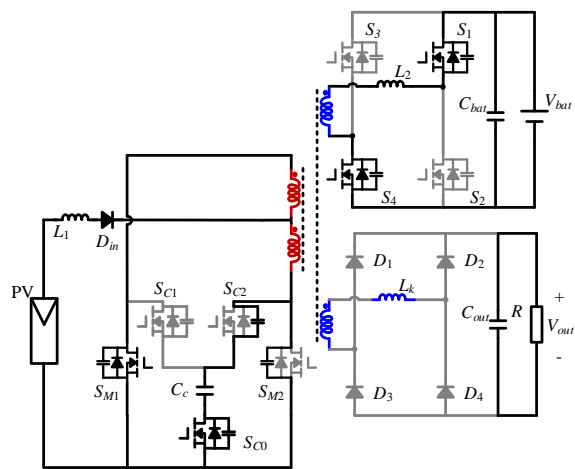 S3
S1
L2
Cbat
Vbat
S4
S2
L1
Din
PV
SC1
SC2
SM1
SM2
Cc
SC0
D1
D2
Lk
Cout
R
+
Vout
-
D3
D4